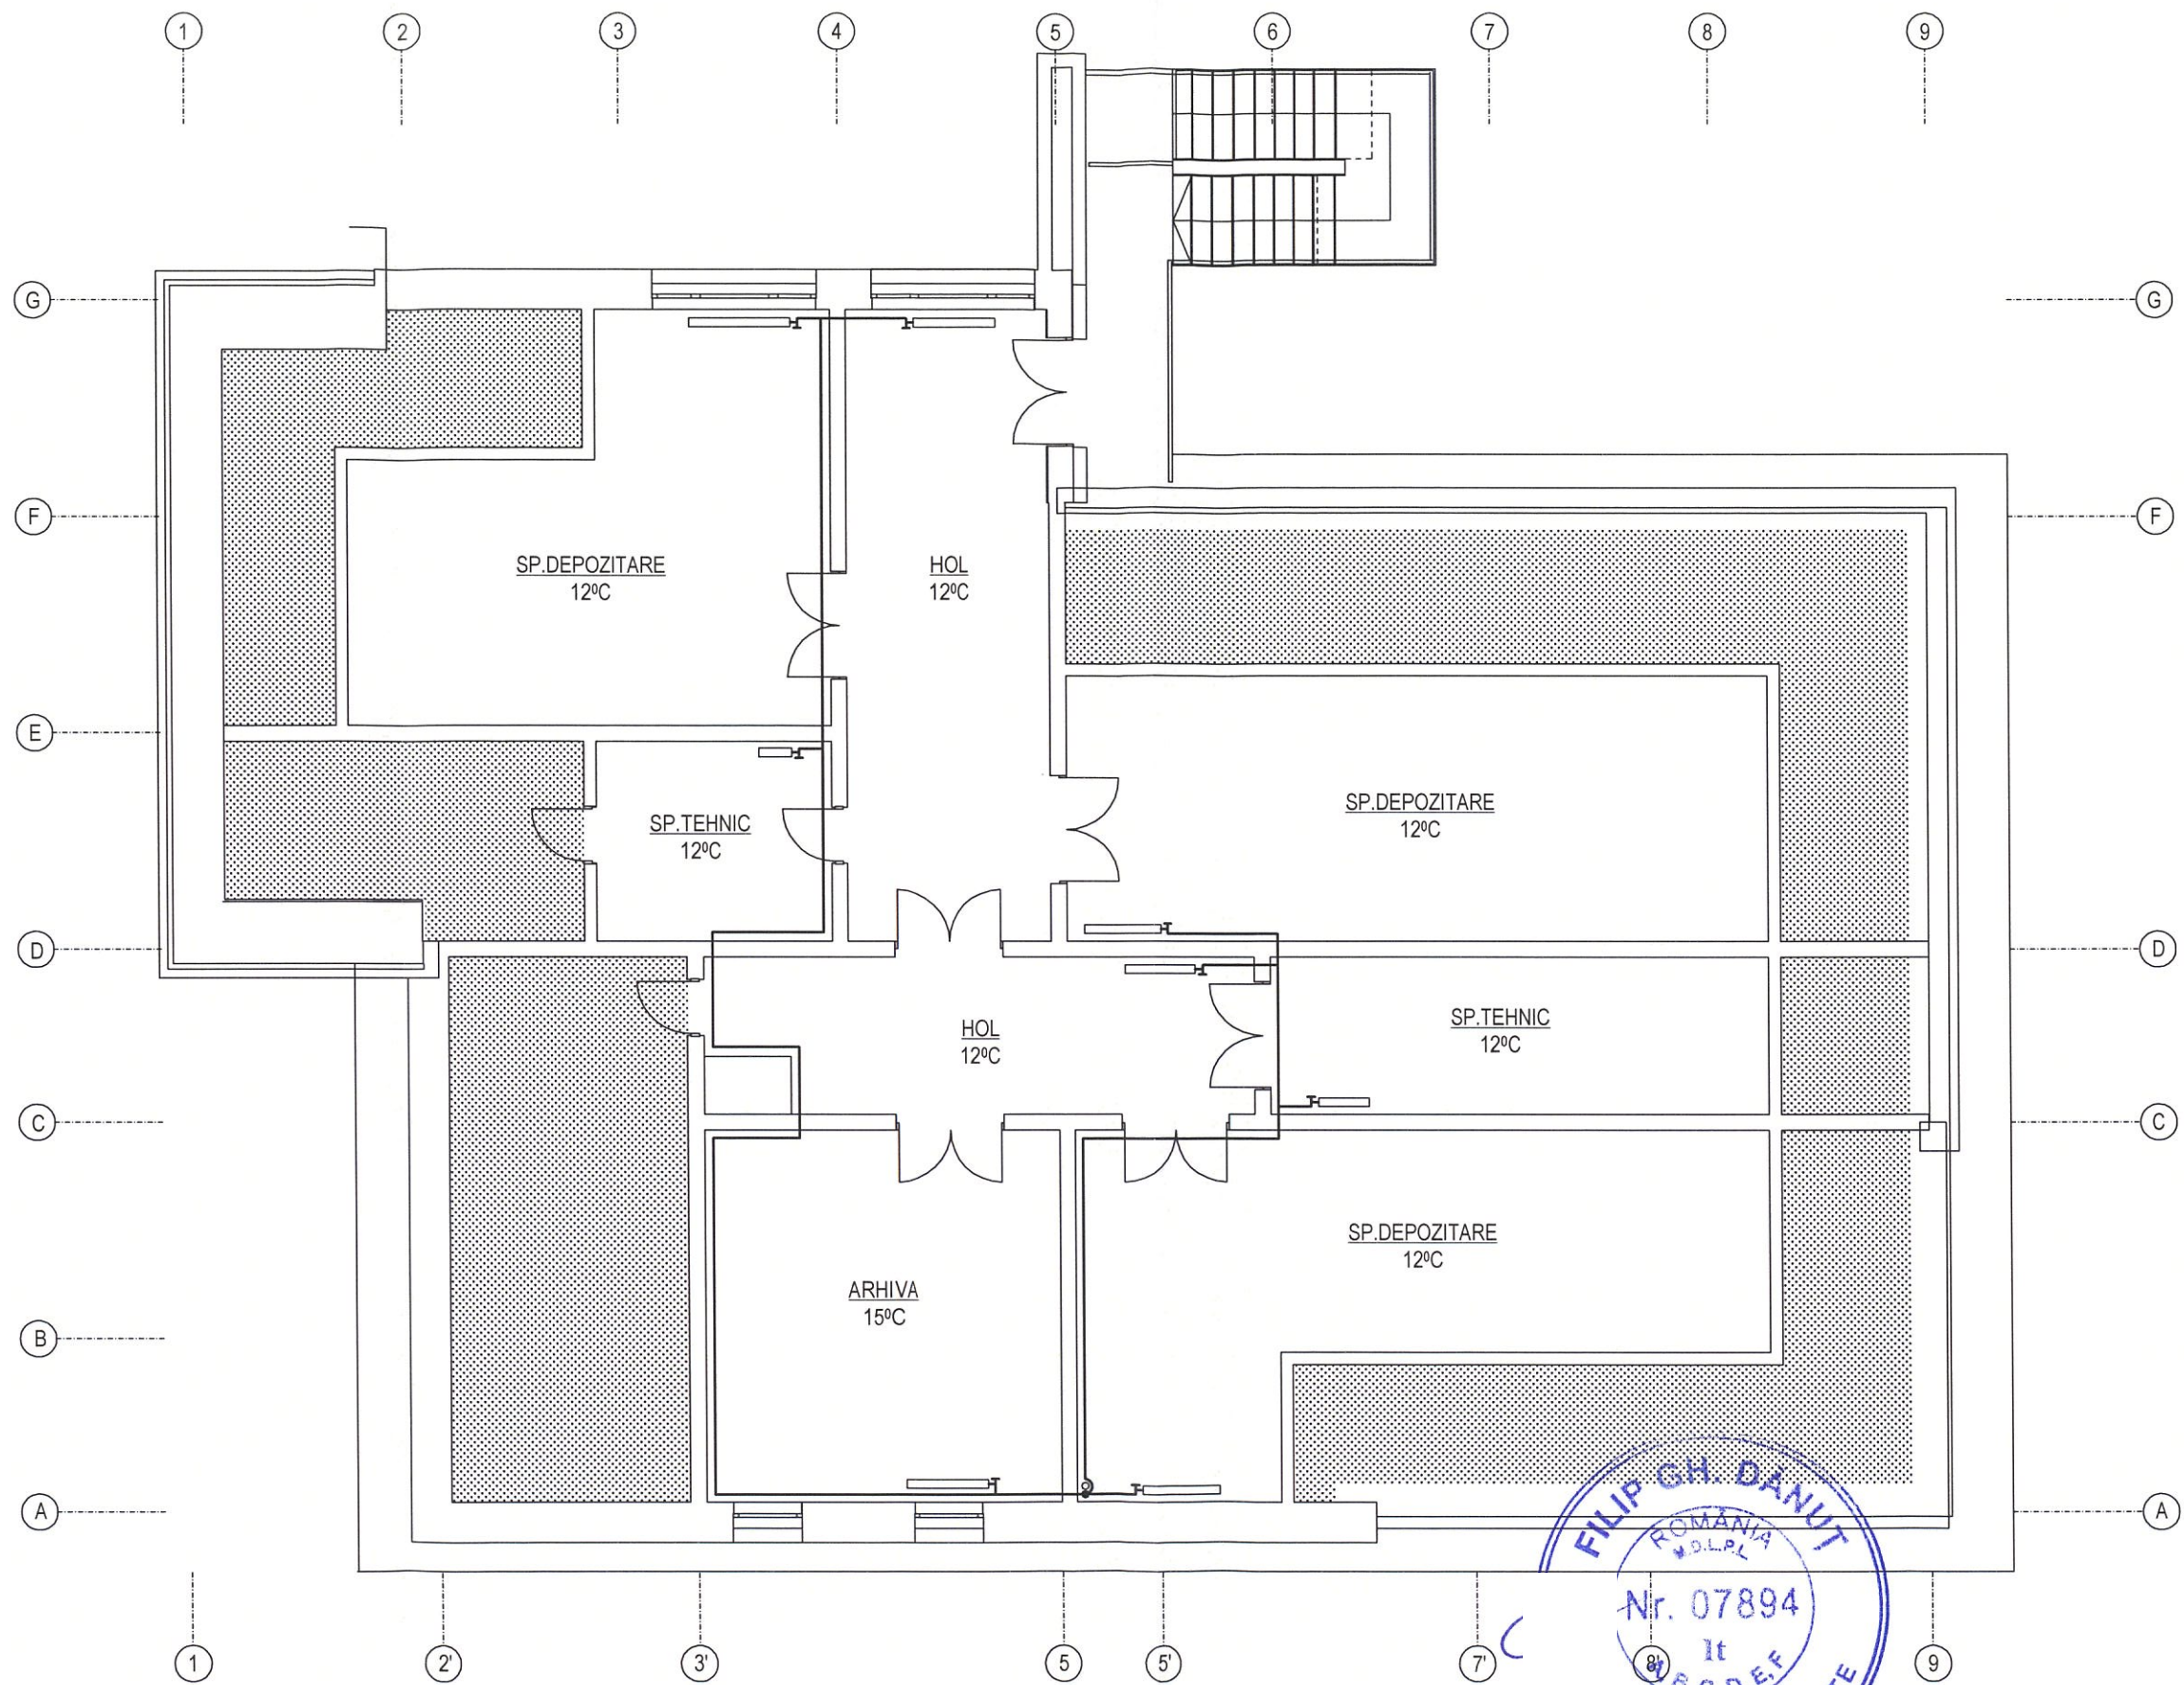 1 2 3 4 5 6 7 8 9
G G
F F
SP.DEPOZITARE
12⁰C
HOL
12⁰C
E
SP.DEPOZITARE
12⁰C
SP.TEHNIC
12⁰C
D D
SP.TEHNIC
12⁰C
HOL
12⁰C
C C
SP.DEPOZITARE
12⁰C
ARHIVA
15⁰C
B
A A
FILIP GH. DĂNUȚ
ROMÂNIA
M.D.L.P.L
Nr. 07894
It
1 2' 3' 5 5' 7' 8' 9